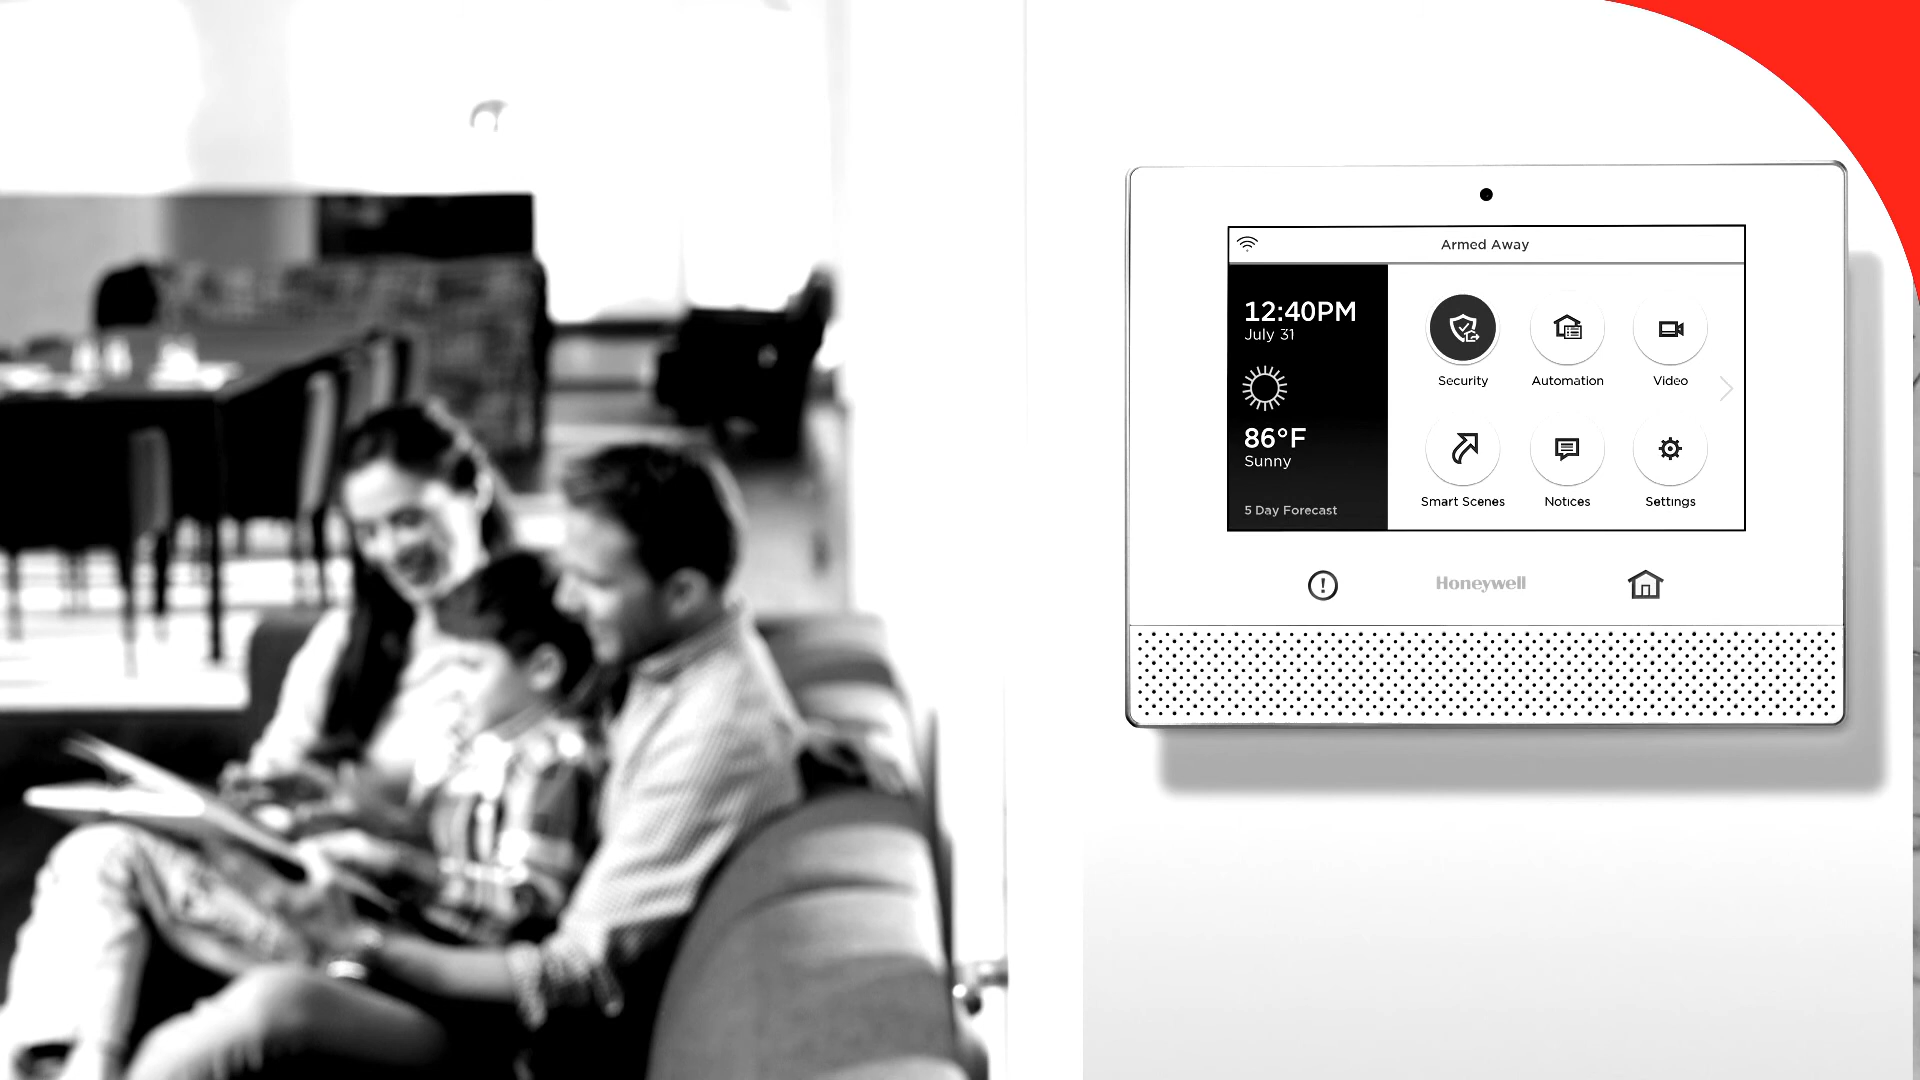 Armed Away
12:40PM
July 31
86°F
Sunny
5 Day Forecast
Security
Automation
Video
Smart Scenes
Notices
Settings
Honeywell